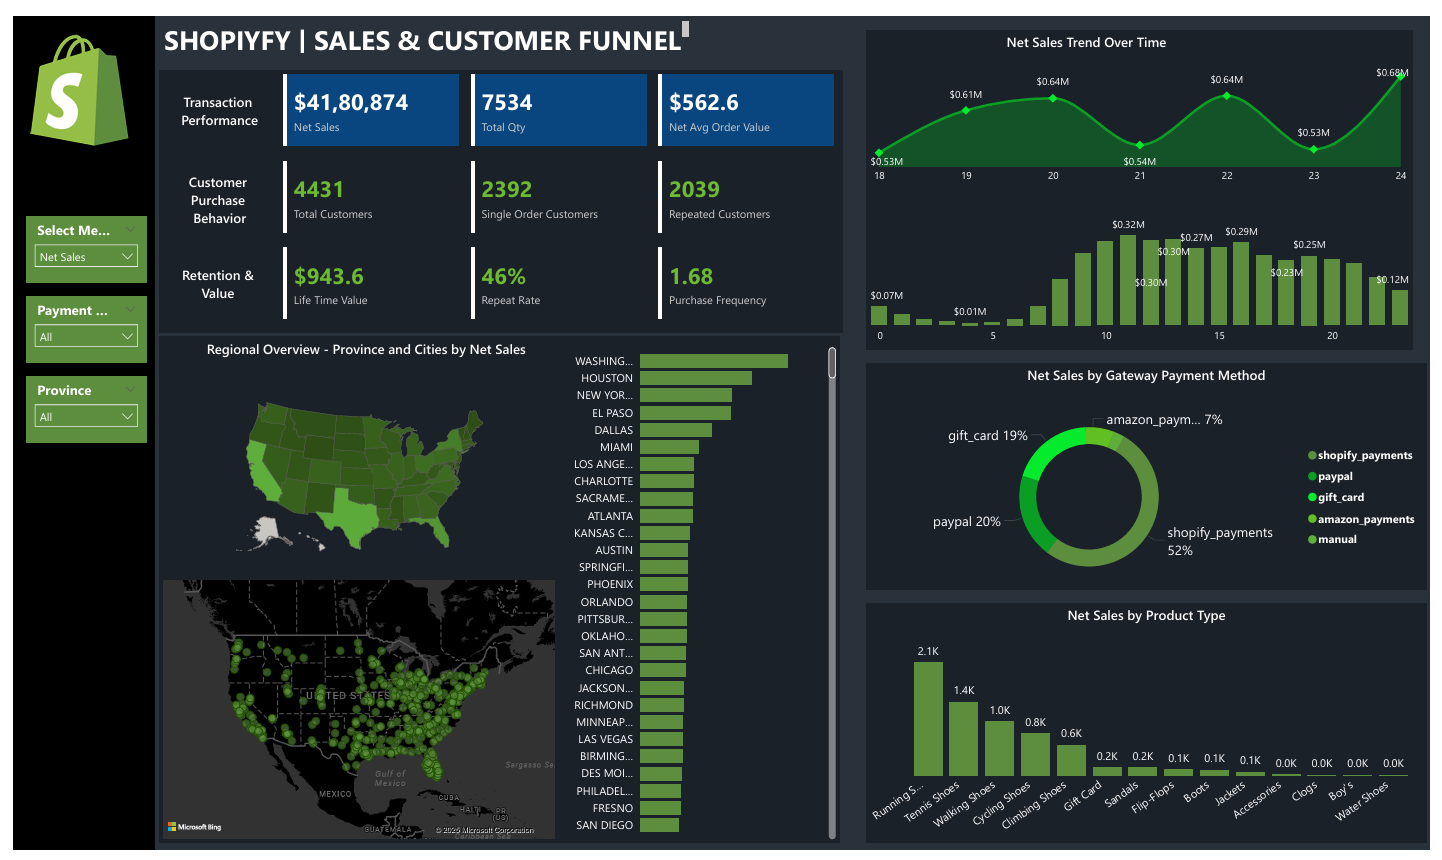 SHOPIYFY | SALES & CUSTOMER FUNNEL
S
Select Me...
Net Sales
Payment ...
All
Province
All
Transaction
Performance
$41,80,874
Net Sales
7534
Total Qty
$562.6
Net Avg Order Value
Customer
Purchase
Behavior
4431
Total Customers
2392
Single Order Customers
2039
Repeated Customers
Retention &
Value
$943.6
Life Time Value
46%
Repeat Rate
1.68
Purchase Frequency
Regional Overview - Province and Cities by Net Sales
WASHING...
HOUSTON
NEW YOR...
EL PASO
DALLAS
MIAMI
LOS ANGE...
CHARLOTTE
SACRAME...
ATLANTA
KANSAS C...
AUSTIN
SPRINGFI...
PHOENIX
ORLANDO
PITTSBUR...
OKLAHO...
SAN ANT...
CHICAGO
JACKSON...
RICHMOND
MINNEAP...
LAS VEGAS
BIRMING...
DES MOI...
PHILADEL...
FRESNO
SAN DIEGO
UNITED STATES
Gulf of
Mexico
Sargasso Se
MEXICO
CUBA
HAITI
PR
(US)
GUATEMALA
Caribbean Sea
Microsoft Bing
© 2025 Microsoft Corporation
Net Sales Trend Over Time
$0.53M
$0.61M
$0.64M
$0.54M
$0.64M
$0.53M
$0.68M
18 19 20 21 22 23 24
$0.07M
$0.01M
$0.32M
$0.30M
$0.30M
$0.27M
$0.29M
$0.23M
$0.25M
$0.12M
0 5 10 15 20
Net Sales by Gateway Payment Method
amazon_paym... 7%
gift_card 19%
paypal 20%
shopify_payments
52%
shopify_payments
paypal
gift_card
amazon_payments
manual
Net Sales by Product Type
2.1K
1.4K
1.0K
0.8K
0.6K
0.2K
0.2K
0.1K
0.1K
0.1K
0.0K
0.0K
0.0K
0.0K
Running S...
Tennis Shoes
Walking Shoes
Cycling Shoes
Climbing Shoes
Gift Card
Sandals
Flip-Flops
Boots
Jackets
Accessories
Clogs
Boy's
Water Shoes